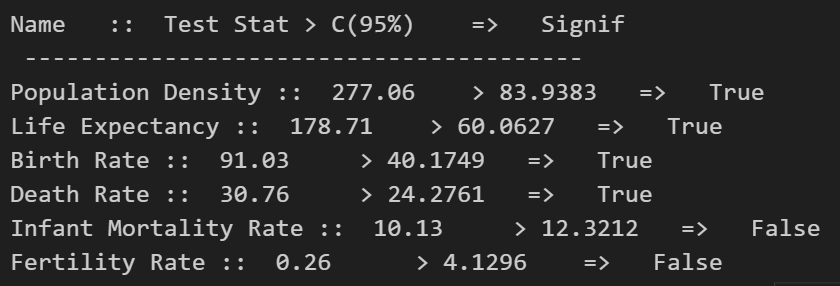 Name   ::  Test Stat > C(95%)    =>   Signif
----------------------------------------
Population Density ::  277.06    > 83.9383   =>   True
Life Expectancy ::  178.71    > 60.0627   =>   True
Birth Rate ::  91.03     > 40.1749   =>   True
Death Rate ::  30.76     > 24.2761   =>   True
Infant Mortality Rate ::  10.13     > 12.3212   =>   False
Fertility Rate ::  0.26      > 4.1296    =>   False